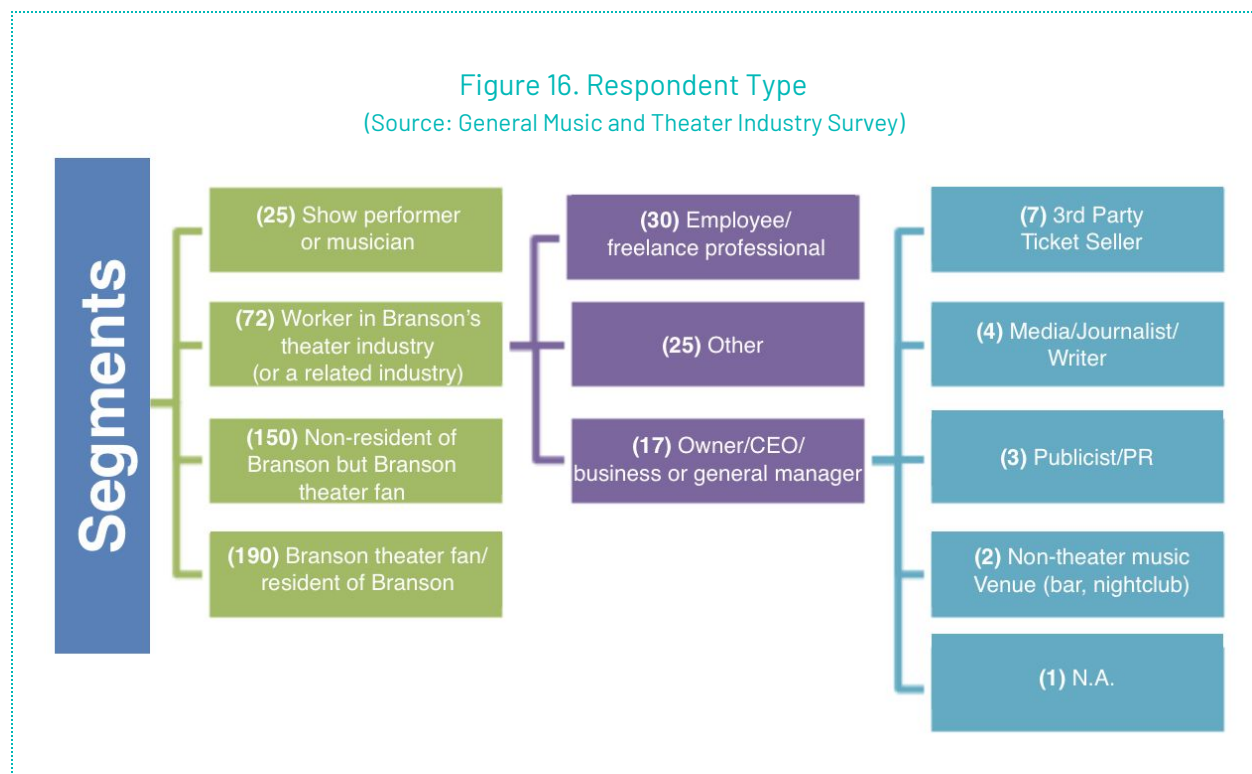 Figure 16. Respondent Type
(Source: General Music and Theater Industry Survey)
Segments
(25) Show performer
or musician
(72) Worker in Branson's
theater industry
(or a related industry)
(150) Non-resident of
Branson but Branson
theater fan
(190) Branson theater fan/
resident of Branson
(30) Employee/
freelance professional
(25) Other
(17) Owner/CEO/
business or general manager
(7) 3rd Party
Ticket Seller
(4) Media/Journalist/
Writer
(3) Publicist/PR
(2) Non-theater music
Venue (bar, nightclub)
(1) N.A.